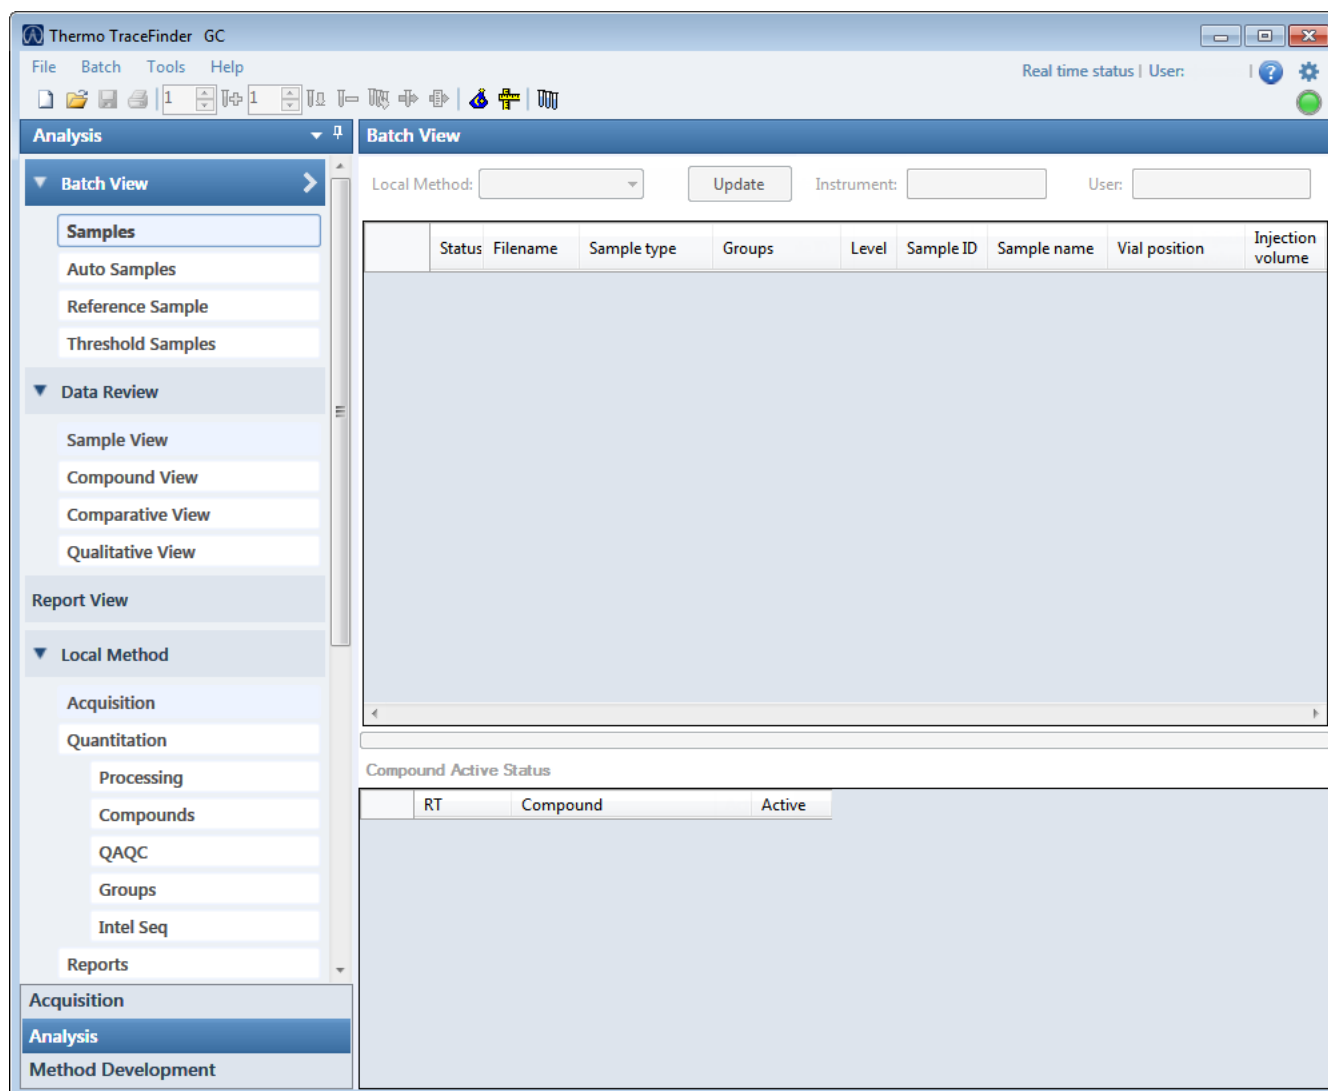 Thermo TraceFinder GC
File Batch Tools Help
Real time status | User: |
1 1
Analysis
Batch View
Samples
Auto Samples
Reference Sample
Threshold Samples
Data Review
Sample View
Compound View
Comparative View
Qualitative View
Report View
Local Method
Acquisition
Quantitation
Processing
Compounds
QAQC
Groups
Intel Seq
Reports
Acquisition
Analysis
Method Development
Batch View
Local Method: Update Instrument: User:
Status Filename Sample type Groups Level Sample ID Sample name Vial position Injection volume
Compound Active Status
RT Compound Active